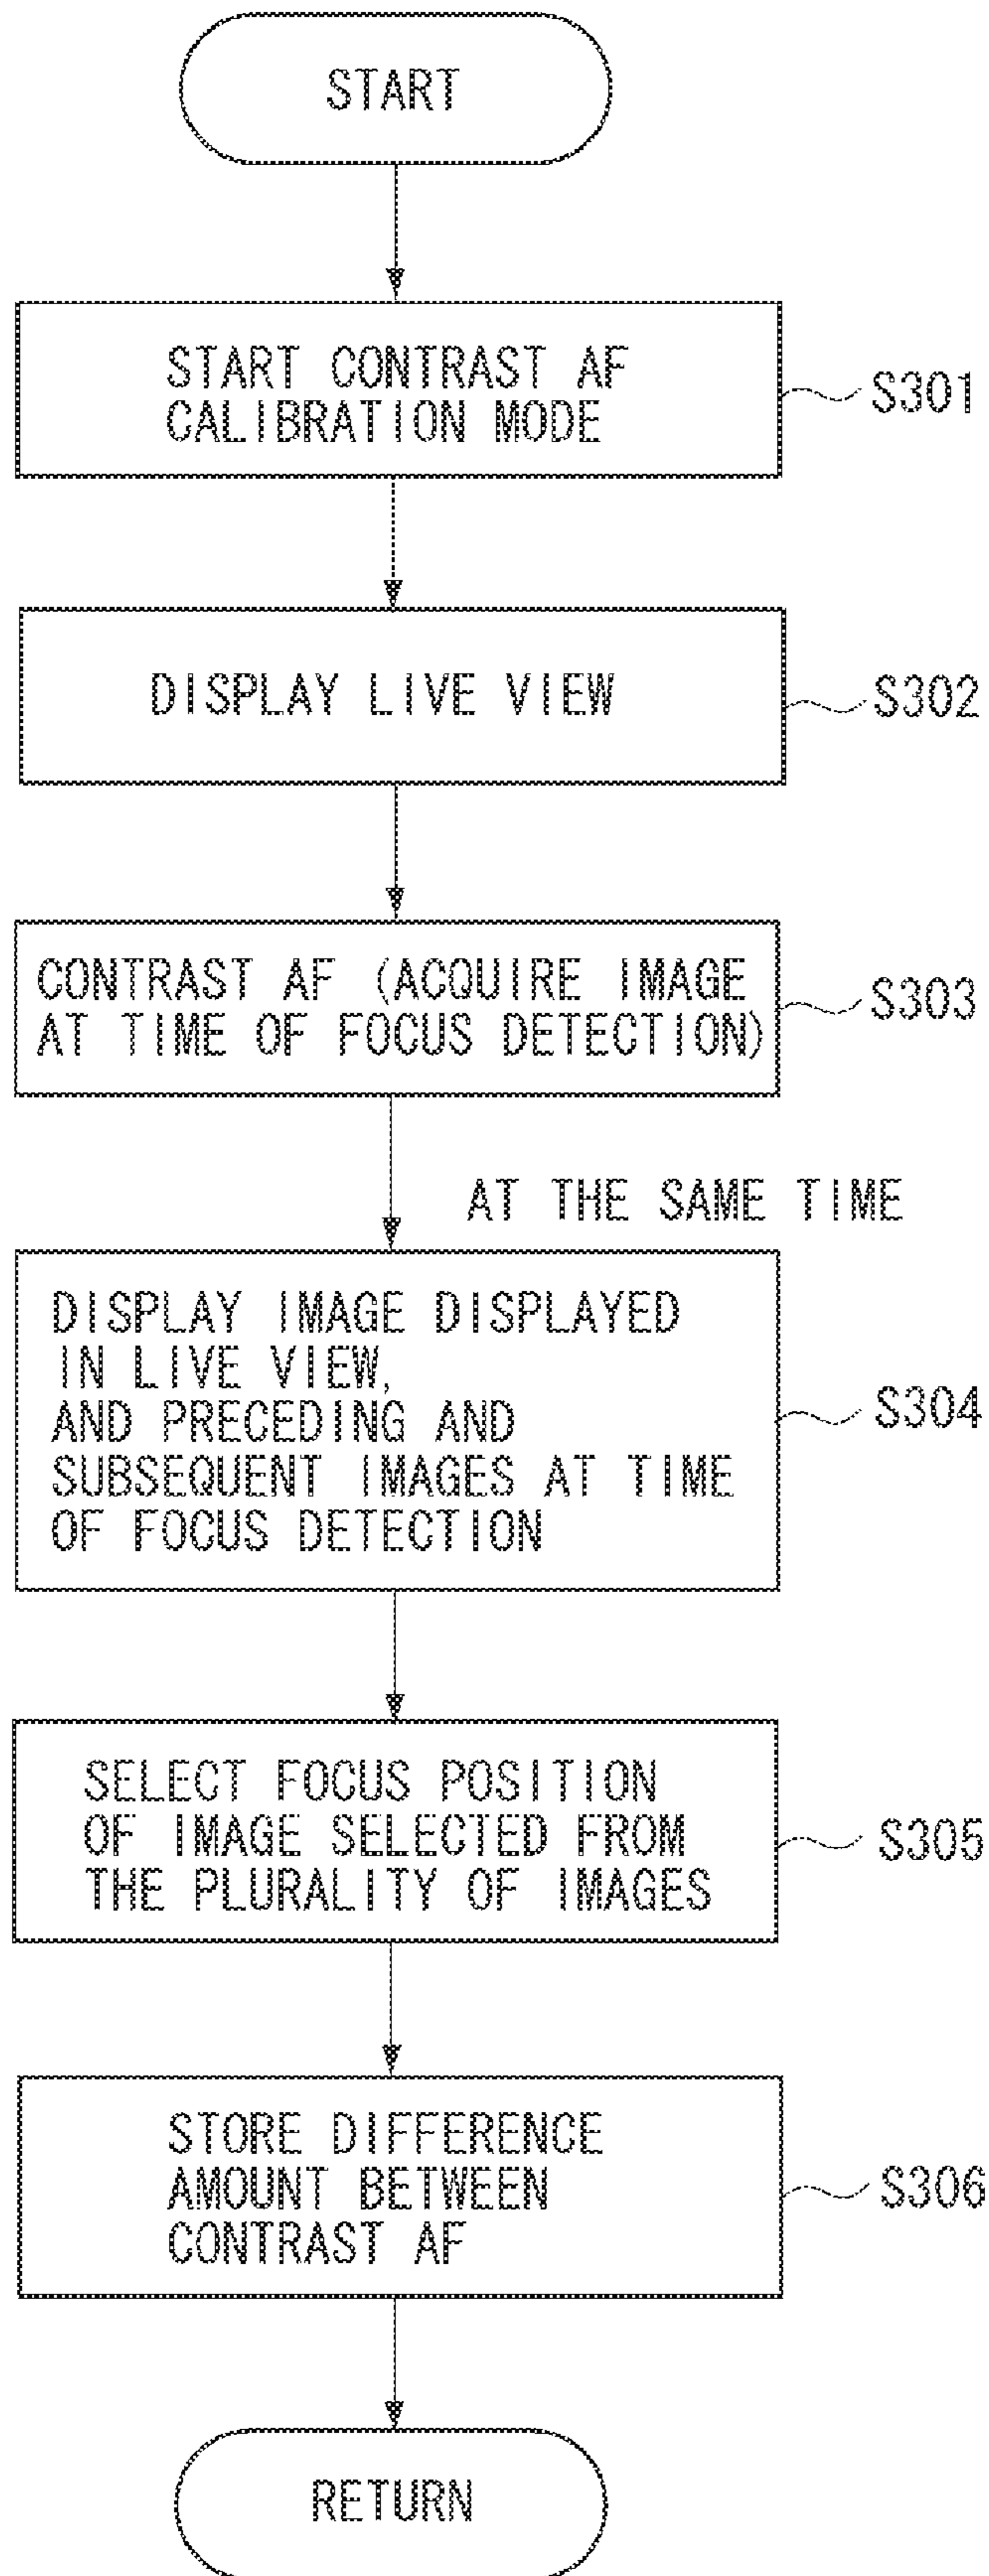 START
START CONTRAST AF
CALIBRATION MODE
S301
DISPLAY LIVE VIEW
S302
CONTRAST AF (ACQUIRE IMAGE
AT TIME OF FOCUS DETECTION)
S303
AT THE SAME TIME
DISPLAY IMAGE DISPLAYED
IN LIVE VIEW,
AND PRECEDING AND
SUBSEQUENT IMAGES AT TIME
OF FOCUS DETECTION
S304
SELECT FOCUS POSITION
OF IMAGE SELECTED FROM
THE PLURALITY OF IMAGES
S305
STORE DIFFERENCE
AMOUNT BETWEEN
CONTRAST AF
S306
RETURN